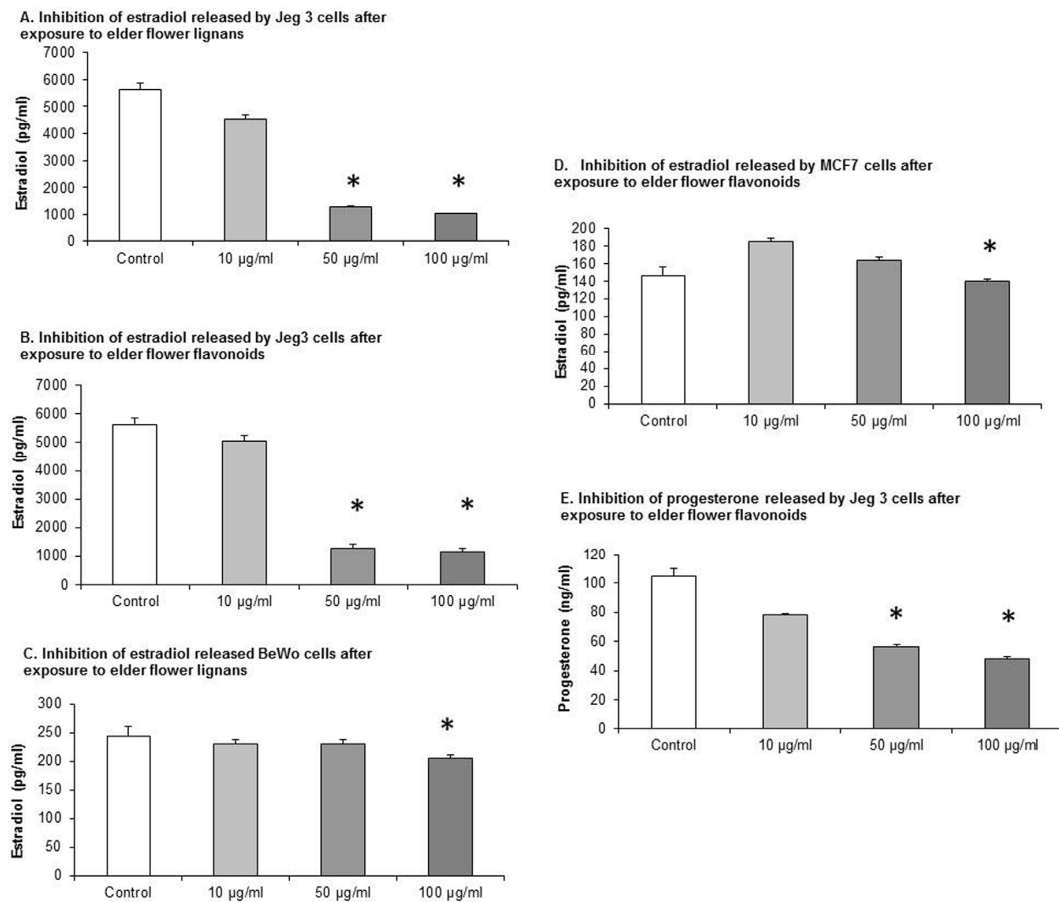 A. Inhibition of estradiol released by Jeg 3 cells after
exposure to elder flower lignans
Estradiol (pg/ml)
7000
6000
5000
4000
3000
2000
1000
0
* *
Control 10 µg/ml 50 µg/ml 100 µg/ml
B. Inhibition of estradiol released by Jeg3 cells after
exposure to elder flower flavonoids
Estradiol (pg/ml)
7000
6000
5000
4000
3000
2000
1000
0
* *
Control 10 µg/ml 50 µg/ml 100 µg/ml
C. Inhibition of estradiol released BeWo cells after
exposure to elder flower lignans
Estradiol (pg/ml)
300
250
200
150
100
50
0
*
Control 10 µg/ml 50 µg/ml 100 µg/ml
D. Inhibition of estradiol released by MCF7 cells after
exposure to elder flower flavonoids
Estradiol (pg/ml)
200
180
160
140
120
100
80
60
40
20
0
*
Control 10 µg/ml 50 µg/ml 100 µg/ml
E. Inhibition of progesterone released by Jeg 3 cells after
exposure to elder flower flavonoids
Progesterone (ng/ml)
120
100
80
60
40
20
0
* *
Control 10 µg/ml 50 µg/ml 100 µg/ml